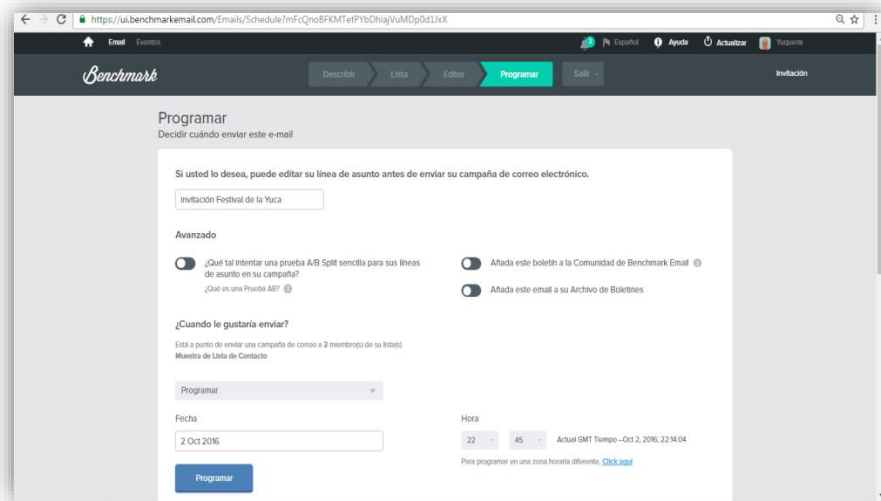 https://ui.benchmarkemail.com/Emails/Schedule?mFcQno8FKMTetPYbDhiajVuMDp0d1JxX
Email Eventos 3 Español Ayuda Actualizar Yuquerta
Benchmark Describir Lista Editor Programar Salir Invitación
Programar
Decidir cuándo enviar este e-mail
Si usted lo desea, puede editar su línea de asunto antes de enviar su campaña de correo electrónico.
Invitación Festival de la Yuca
Avanzado
¿Qué tal intentar una prueba A/B Split sencilla para sus líneas
de asunto en su campaña?
¿Qué es una Prueba AB?
Añada este boletín a la Comunidad de Benchmark Email
Añada este email a su Archivo de Boletines
¿Cuando le gustaría enviar?
Está a punto de enviar una campaña de correo a 2 miembro(s) de su lista(s)
Muestra de Lista de Contacto
Programar
Fecha
2 Oct 2016
Hora
22 45 Actual GMT Tiempo –Oct 2, 2016; 22:14:04
Para programar en una zona horaria diferente, Click aquí
Programar